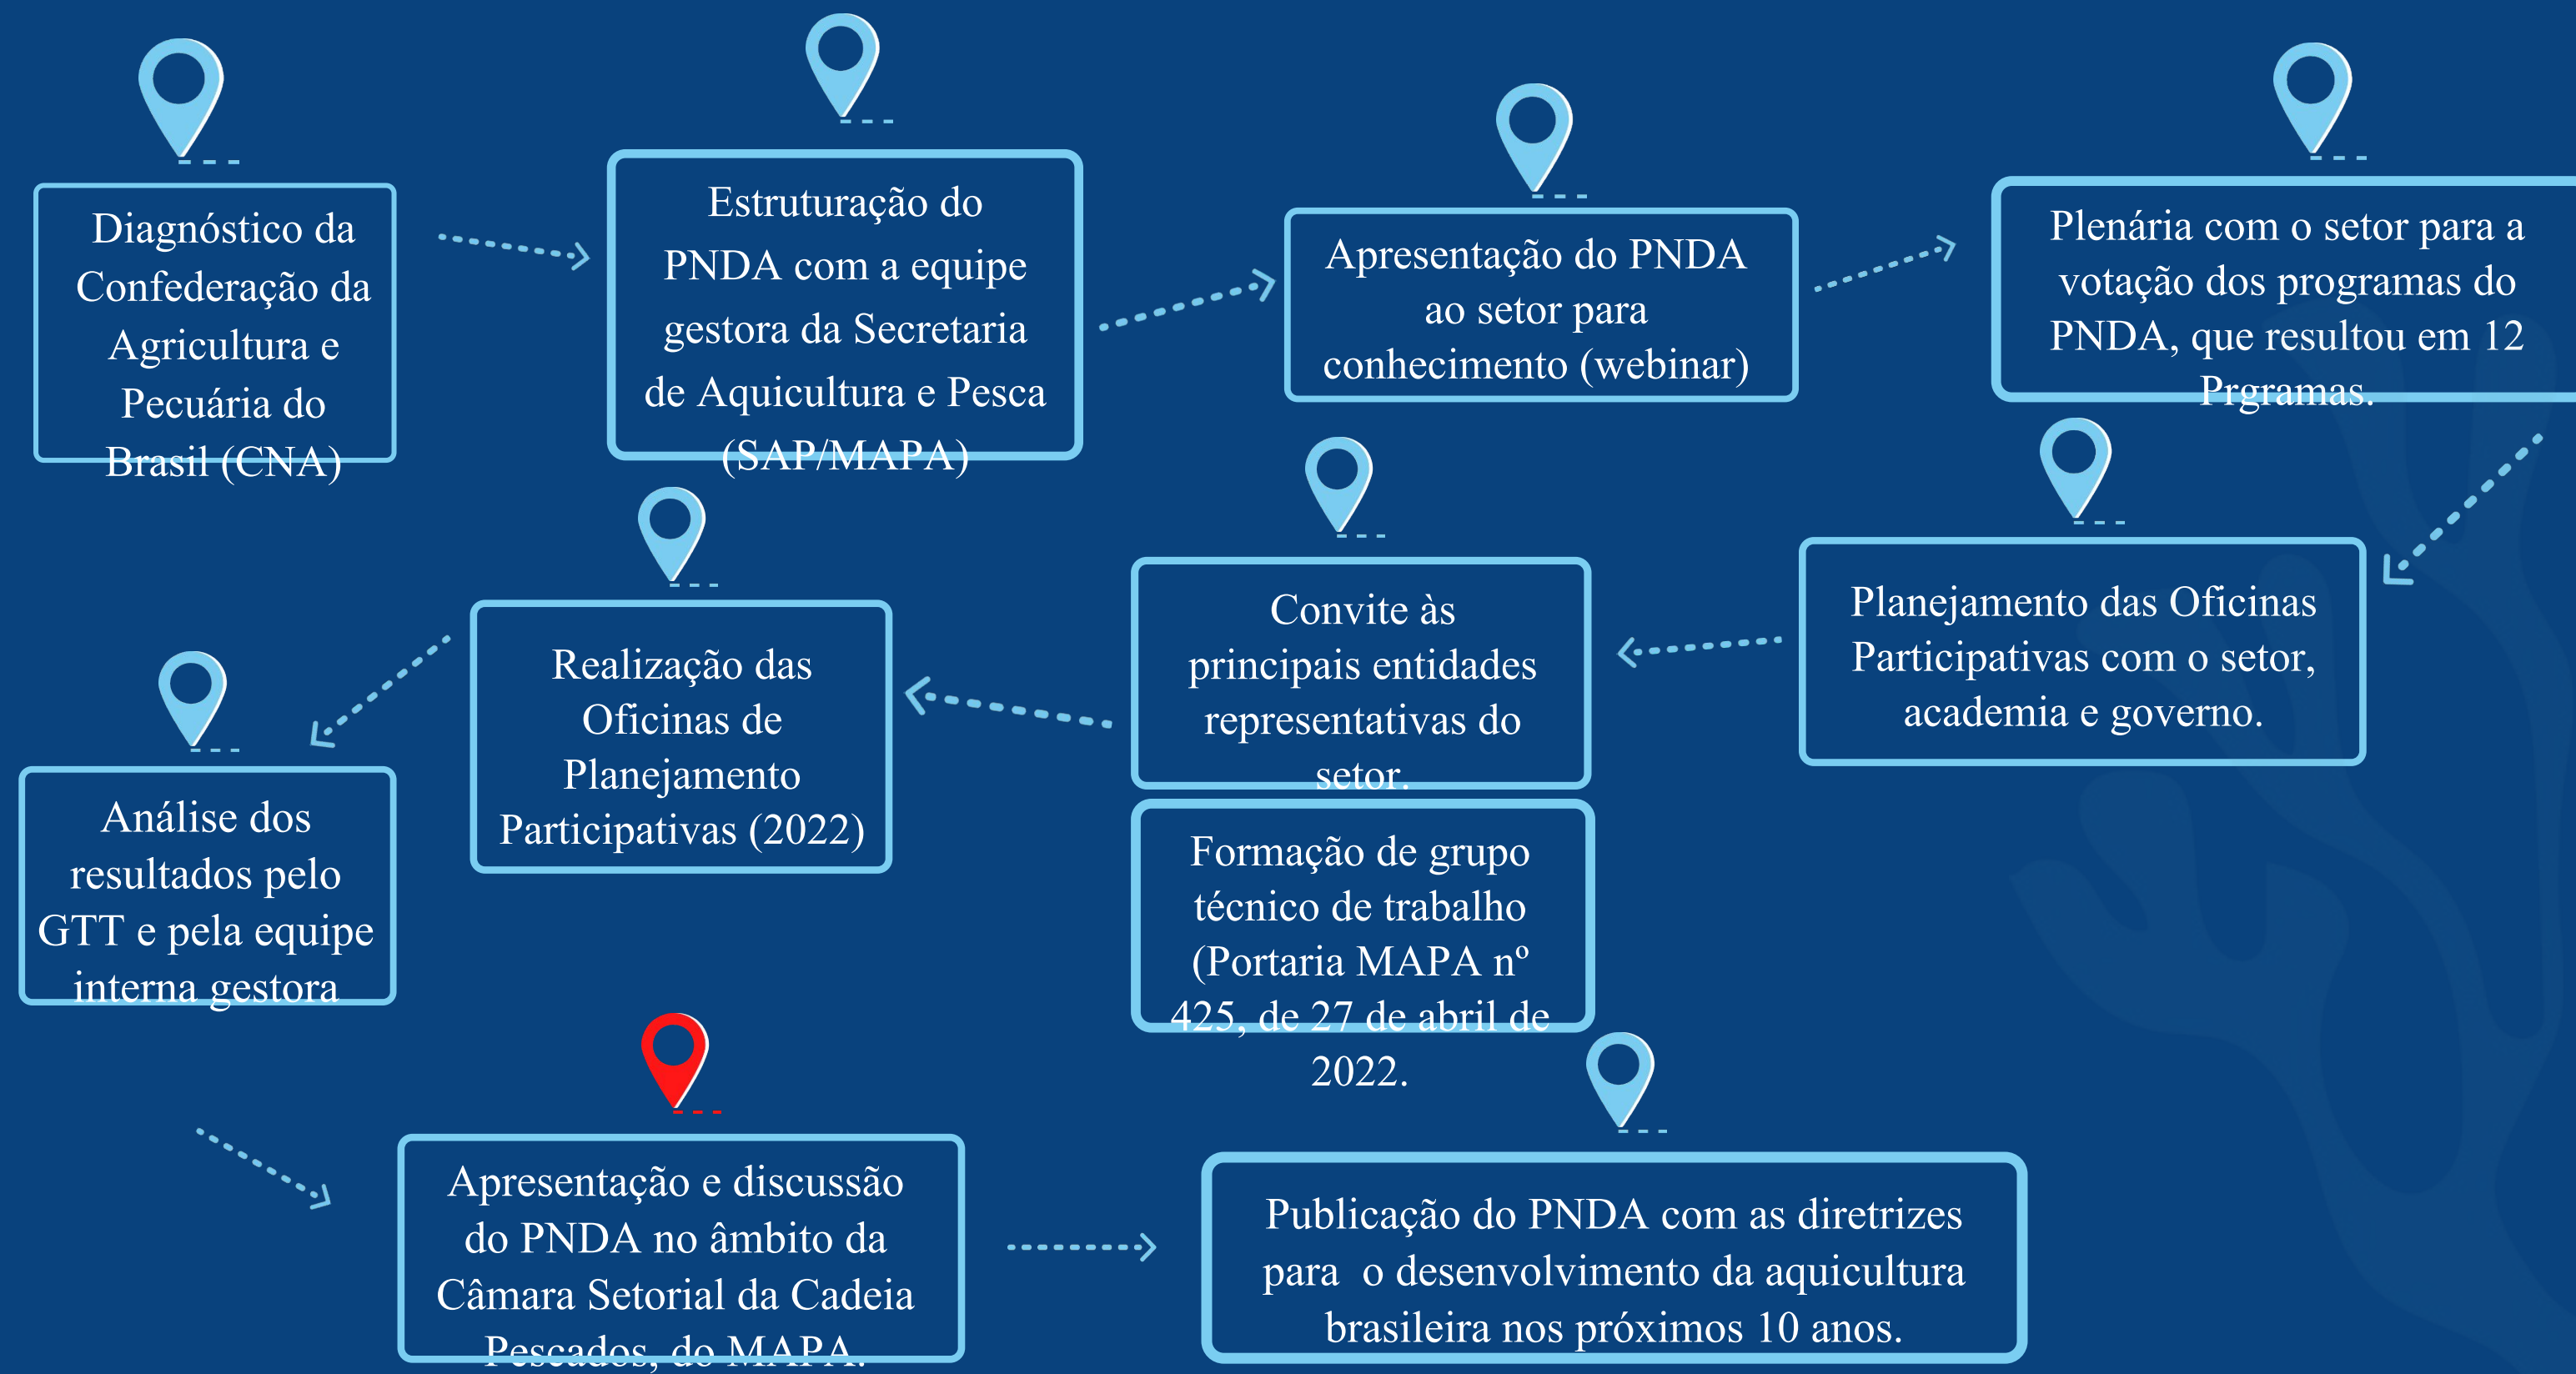 Diagnóstico da
Confederação da
Agricultura e
Pecuária do
Brasil (CNA)
Estruturação do
PNDA com a equipe
gestora da Secretaria
de Aquicultura e Pesca
(SAP/MAPA)
Apresentação do PNDA
ao setor para
conhecimento (webinar)
Plenária com o setor para a
votação dos programas do
PNDA, que resultou em 12
Prgramas.
Planejamento das Oficinas
Participativas com o setor,
academia e governo.
Convite às
principais entidades
representativas do
setor.
Formação de grupo
técnico de trabalho
(Portaria MAPA nº
425, de 27 de abril de
2022.
Realização das
Oficinas de
Planejamento
Participativas (2022)
Análise dos
resultados pelo
GTT e pela equipe
interna gestora
Apresentação e discussão
do PNDA no âmbito da
Câmara Setorial da Cadeia
Pescados, do MAPA.
Publicação do PNDA com as diretrizes
para  o desenvolvimento da aquicultura
brasileira nos próximos 10 anos.